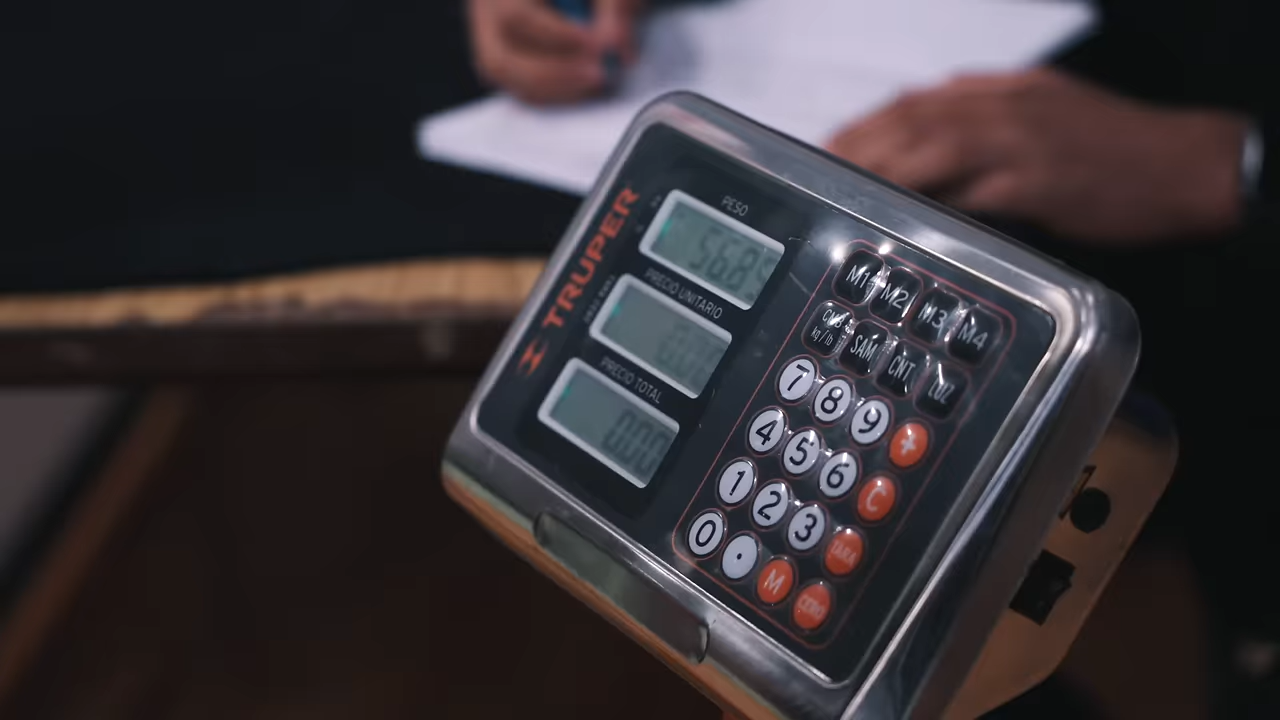 TRUPER
PESO
56.85
PRECIO UNITARIO
PRECIO TOTAL
0.00
M1 M2 M3 M4
kg / lb SAM CNT LUZ
7 8 9 +
4 5 6 C
1 2 3 TARA
0 . M CERO